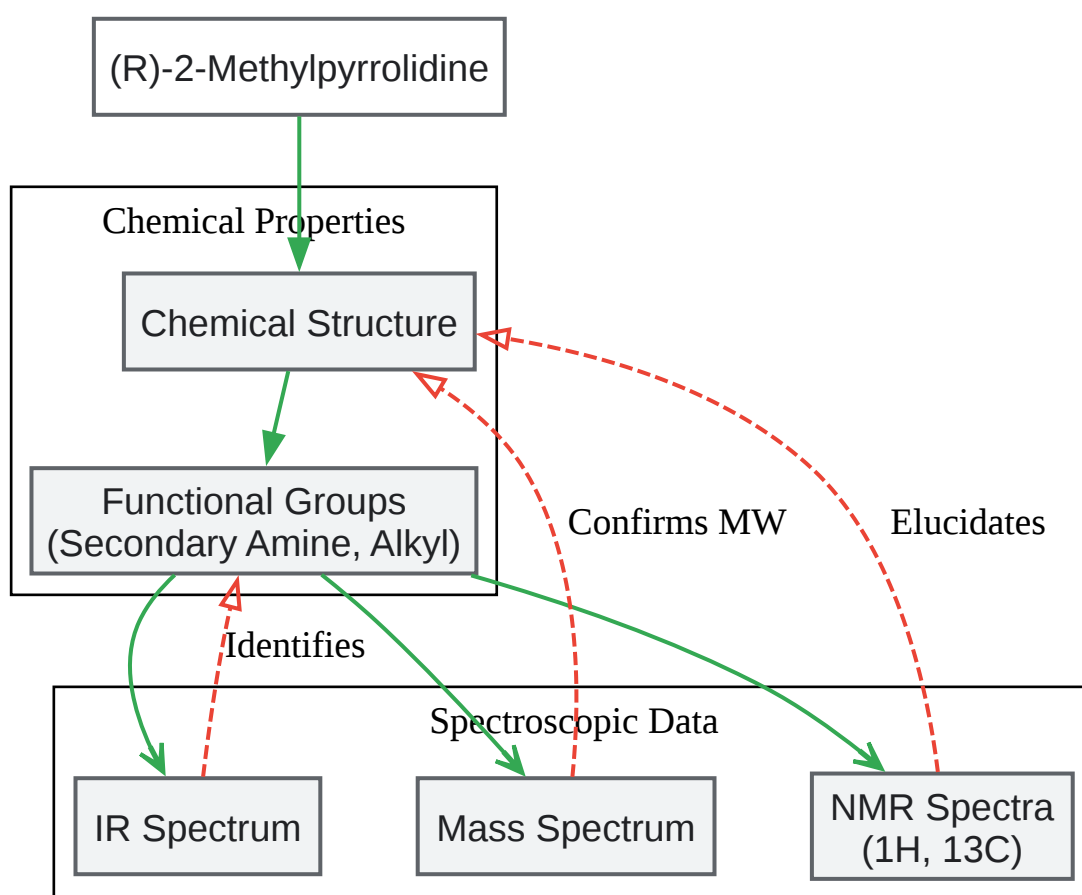 (R)-2-Methylpyrrolidine
Chemical Properties
Chemical Structure
Functional Groups
(Secondary Amine, Alkyl)
Confirms MW
Elucidates
Identifies
Spectroscopic Data
IR Spectrum
Mass Spectrum
NMR Spectra
(1H, 13C)